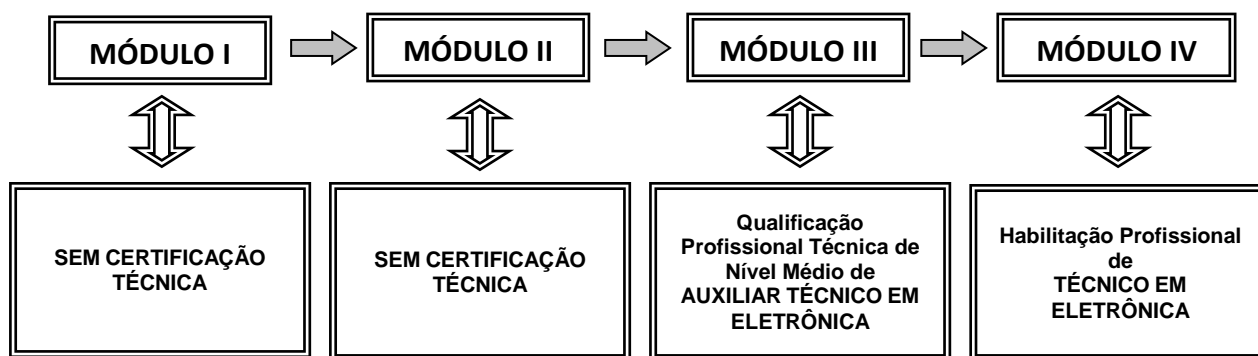 MÓDULO I
MÓDULO II
MÓDULO III
MÓDULO IV
SEM CERTIFICAÇÃO
TÉCNICA
SEM CERTIFICAÇÃO
TÉCNICA
Qualificação
Profissional Técnica de
Nível Médio de
AUXILIAR TÉCNICO EM
ELETRÔNICA
Habilitação Profissional
de
TÉCNICO EM
ELETRÔNICA